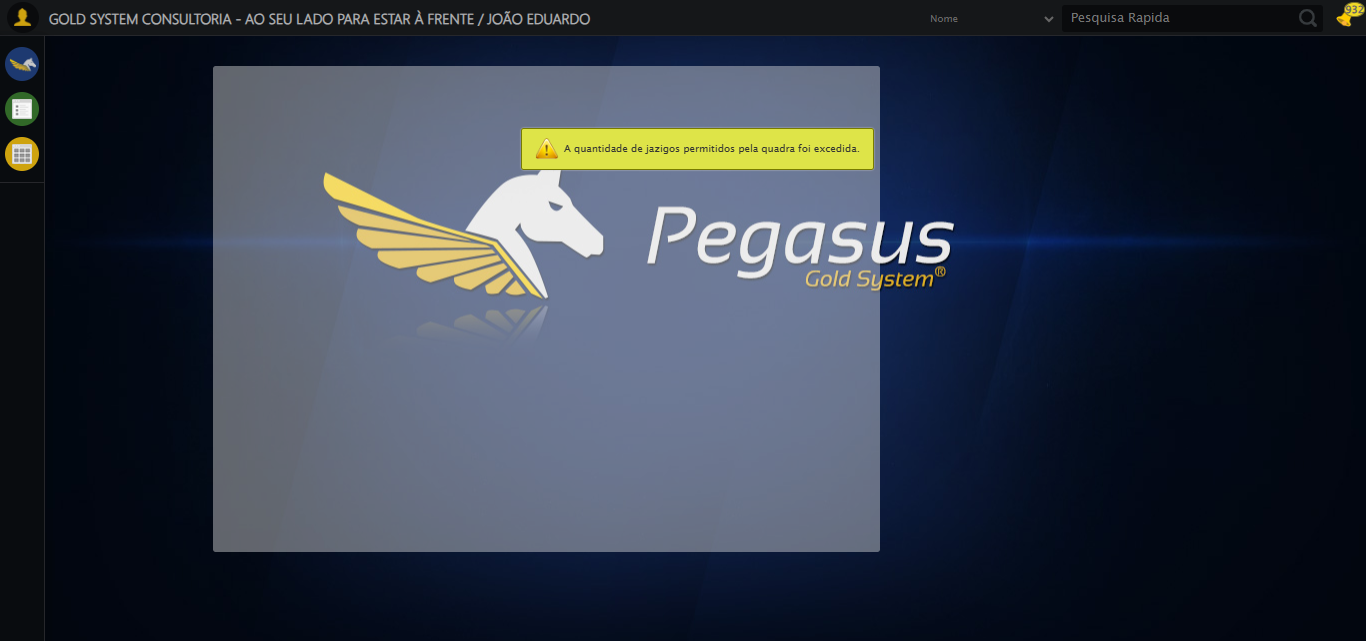 GOLD SYSTEM CONSULTORIA - AO SEU LADO PARA ESTAR À FRENTE / JOÃO EDUARDO
Nome
Pesquisa Rapida
932
A quantidade de jazigos permitidos pela quadra foi excedida.
Pegasus
Gold System®